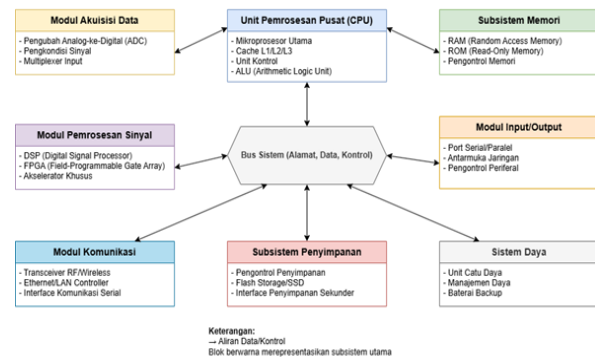 Modul Akuisisi Data
- Pengubah Analog-ke-Digital (ADC)
- Pengkondisi Sinyal
- Multiplexer Input
Unit Pemrosesan Pusat (CPU)
- Mikroprosesor Utama
- Cache L1/L2/L3
- Unit Kontrol
- ALU (Arithmetic Logic Unit)
Subsistem Memori
- RAM (Random Access Memory)
- ROM (Read-Only Memory)
- Pengontrol Memori
Modul Pemrosesan Sinyal
- DSP (Digital Signal Processor)
- FPGA (Field-Programmable Gate Array)
- Akselerator Khusus
Bus Sistem (Alamat, Data, Kontrol)
Modul Input/Output
- Port Serial/Paralel
- Antarmuka Jaringan
- Pengontrol Periferal
Modul Komunikasi
- Transceiver RF/Wireless
- Ethernet/LAN Controller
- Interface Komunikasi Serial
Subsistem Penyimpanan
- Pengontrol Penyimpanan
- Flash Storage/SSD
- Interface Penyimpanan Sekunder
Sistem Daya
- Unit Catu Daya
- Manajemen Daya
- Baterai Backup
Keterangan:
→ Aliran Data/Kontrol
Blok berwarna merepresentasikan subsistem utama